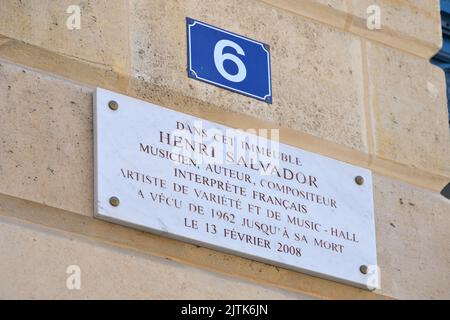 6
DANS CET IMMEUBLE
HENRI SALVADOR
MUSICIEN, AUTEUR, COMPOSITEUR
INTERPRÈTE FRANÇAIS
ARTISTE DE VARIÉTÉ ET DE MUSIC-HALL
A VÉCU DE 1962 JUSQU'À SA MORT
LE 13 FÉVRIER 2008
alamy
a
a